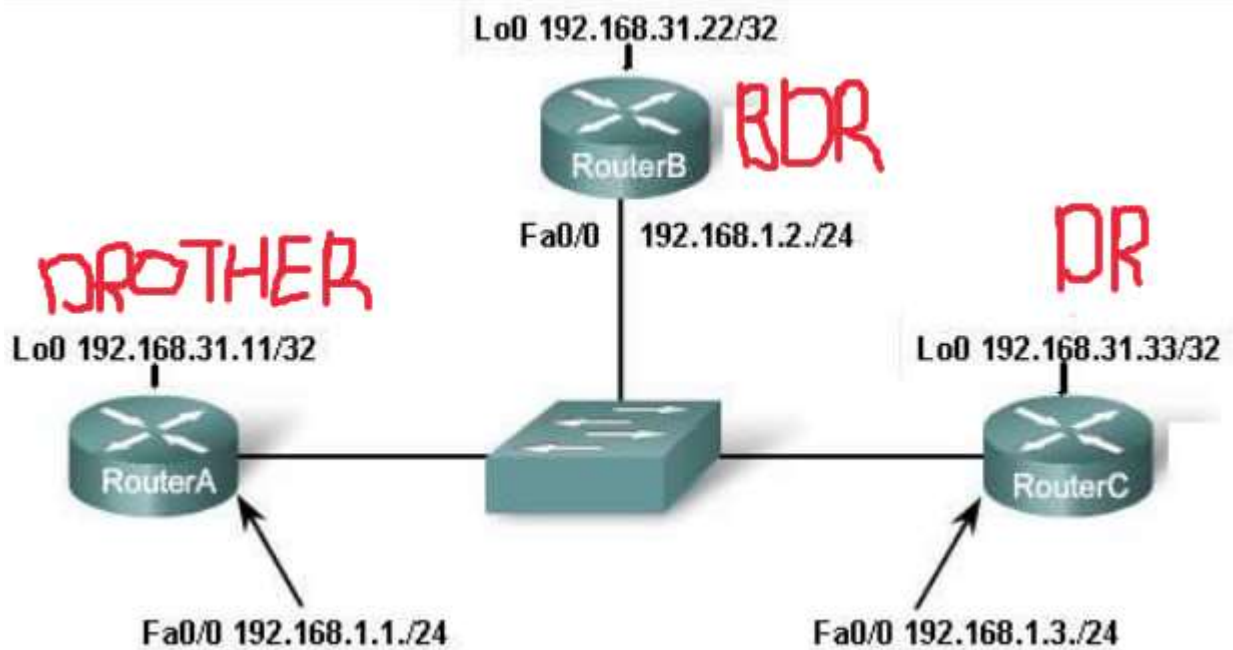 Lo0 192.168.31.22/32
BDR
RouterB
Fa0/0 192.168.1.2./24
DROTHER
DR
Lo0 192.168.31.11/32
Lo0 192.168.31.33/32
RouterA
RouterC
Fa0/0 192.168.1.1./24
Fa0/0 192.168.1.3./24